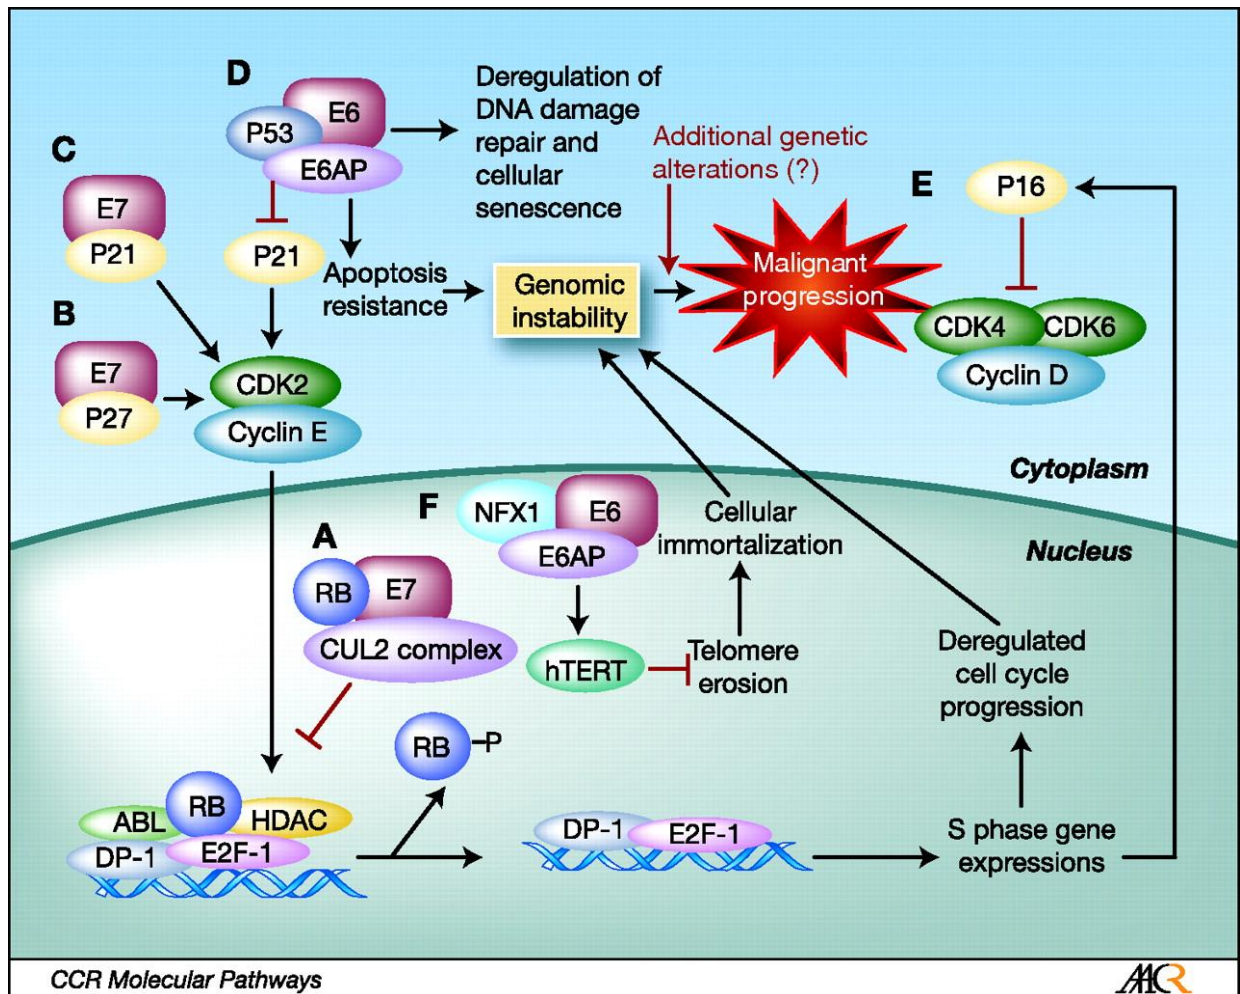 D
E6
P53
E6AP
Deregulation of
DNA damage
repair and
cellular
senescence
Additional genetic
alterations (?)
C
E7
P21
P21
Apoptosis
resistance
Genomic
instability
Malignant
progression
E
P16
CDK4
CDK6
Cyclin D
B
E7
P27
CDK2
Cyclin E
Cytoplasm
Nucleus
F
NFX1
E6
E6AP
hTERT
Telomere
erosion
Cellular
immortalization
A
RB
E7
CUL2 complex
RB
P
Deregulated
cell cycle
progression
ABL
RB
HDAC
DP-1
E2F-1
DP-1
E2F-1
S phase gene
expressions
CCR Molecular Pathways
AACR